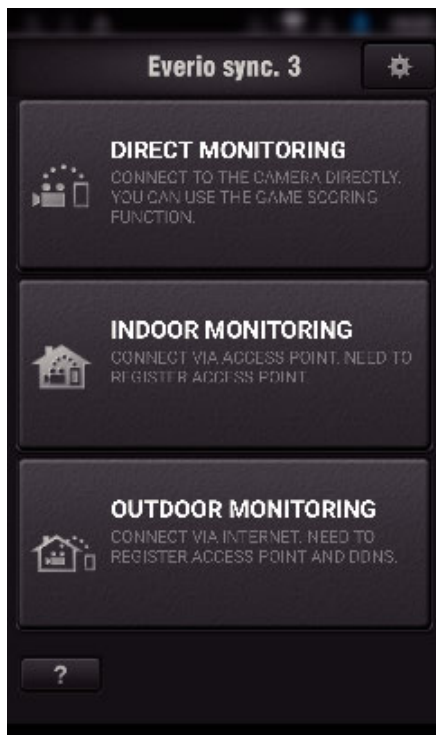 Everio sync. 3
DIRECT MONITORING
CONNECT TO THE CAMERA DIRECTLY.
YOU CAN USE THE GAME SCORING
FUNCTION.
INDOOR MONITORING
CONNECT VIA ACCESS POINT. NEED TO
REGISTER ACCESS POINT.
OUTDOOR MONITORING
CONNECT VIA INTERNET. NEED TO
REGISTER ACCESS POINT AND DDNS.
?